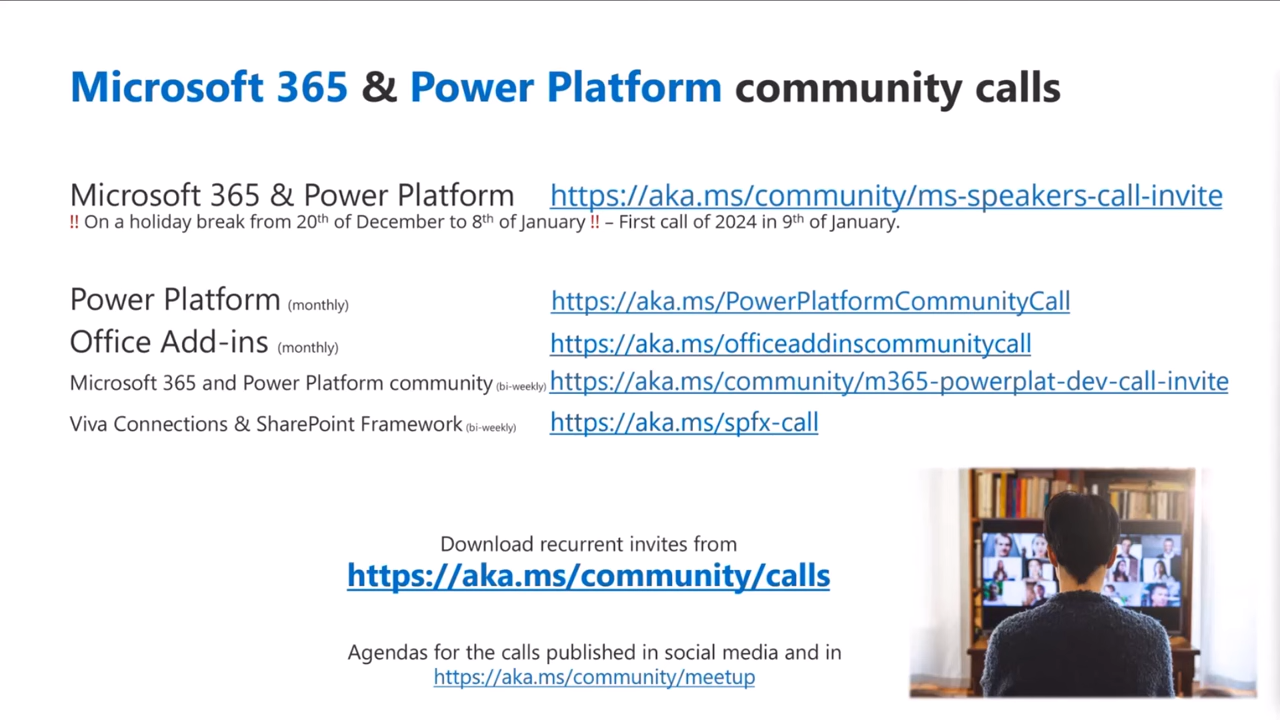 Microsoft 365 & Power Platform community calls
Microsoft 365 & Power Platform https://aka.ms/community/ms-speakers-call-invite
!! On a holiday break from 20th of December to 8th of January !! – First call of 2024 in 9th of January.
Power Platform (monthly) https://aka.ms/PowerPlatformCommunityCall
Office Add-ins (monthly) https://aka.ms/officeaddinscommunitycall
Microsoft 365 and Power Platform community (bi-weekly) https://aka.ms/community/m365-powerplat-dev-call-invite
Viva Connections & SharePoint Framework (bi-weekly) https://aka.ms/spfx-call
Download recurrent invites from
https://aka.ms/community/calls
Agendas for the calls published in social media and in
https://aka.ms/community/meetup